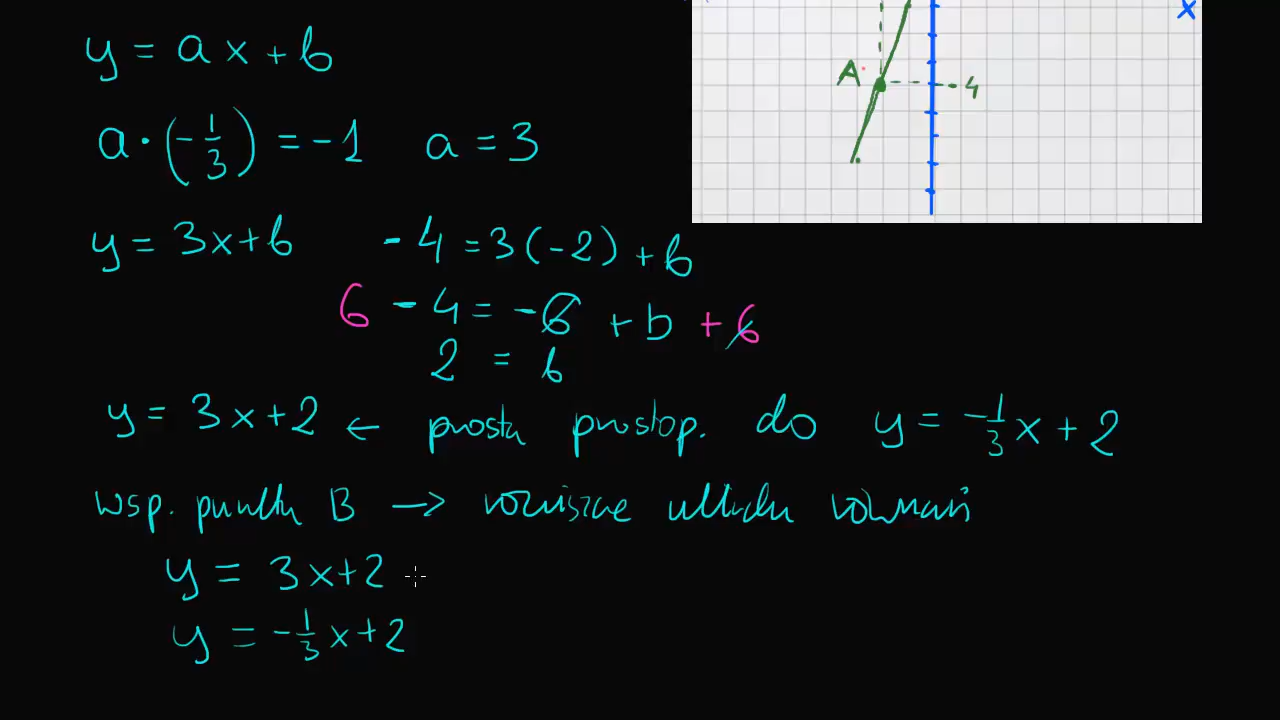 y = ax + b
x
A
-4
a · (-1/3) = -1 a = 3
y = 3x + b -4 = 3(-2) + b
6 - 4 = -6 + b + 6
2 = b
y = 3x + 2 ← prosta prostop. do y = -1/3 x + 2
wsp. punktu B → rozwiązanie układu równań
y = 3x + 2
y = -1/3 x + 2